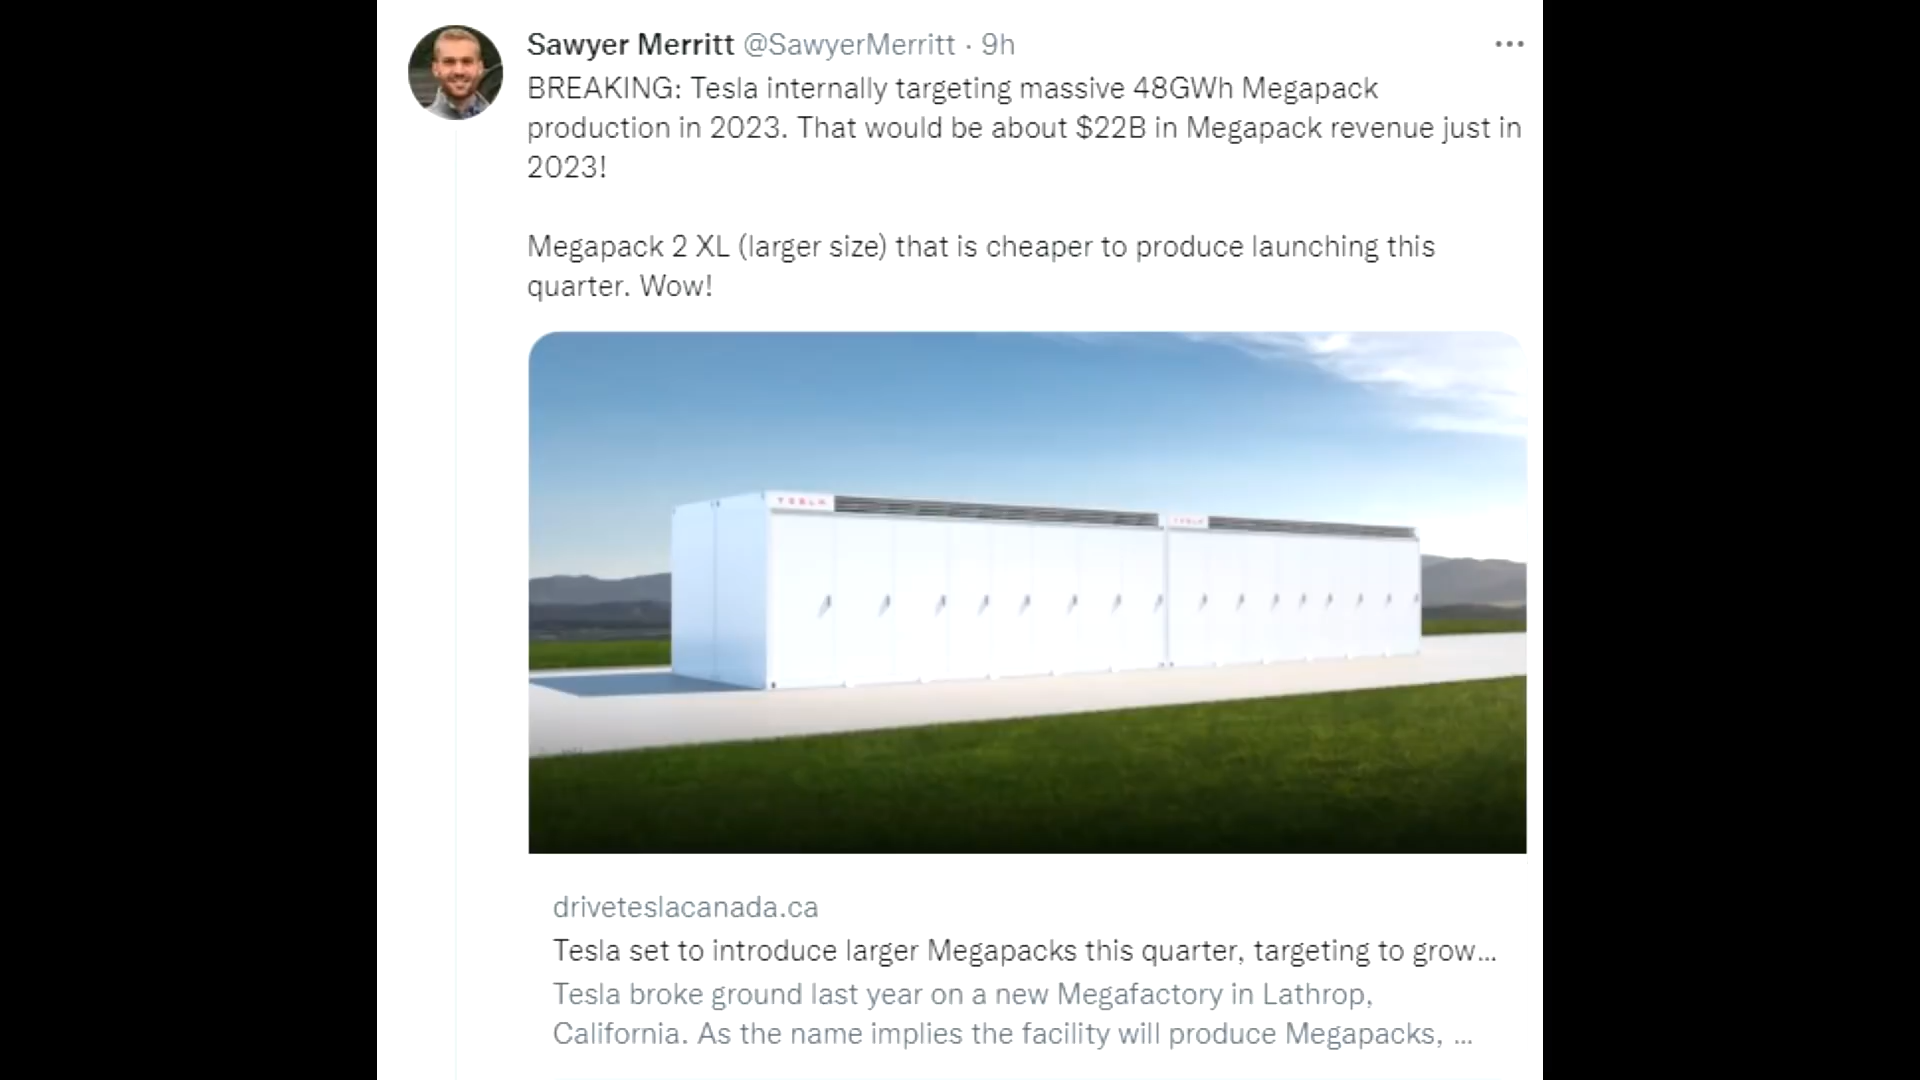 Sawyer Merritt @SawyerMerritt · 9h
BREAKING: Tesla internally targeting massive 48GWh Megapack
production in 2023. That would be about $22B in Megapack revenue just in
2023!
Megapack 2 XL (larger size) that is cheaper to produce launching this
quarter. Wow!
TESLA
TESLA
driveteslacanada.ca
Tesla set to introduce larger Megapacks this quarter, targeting to grow...
Tesla broke ground last year on a new Megafactory in Lathrop,
California. As the name implies the facility will produce Megapacks, ...